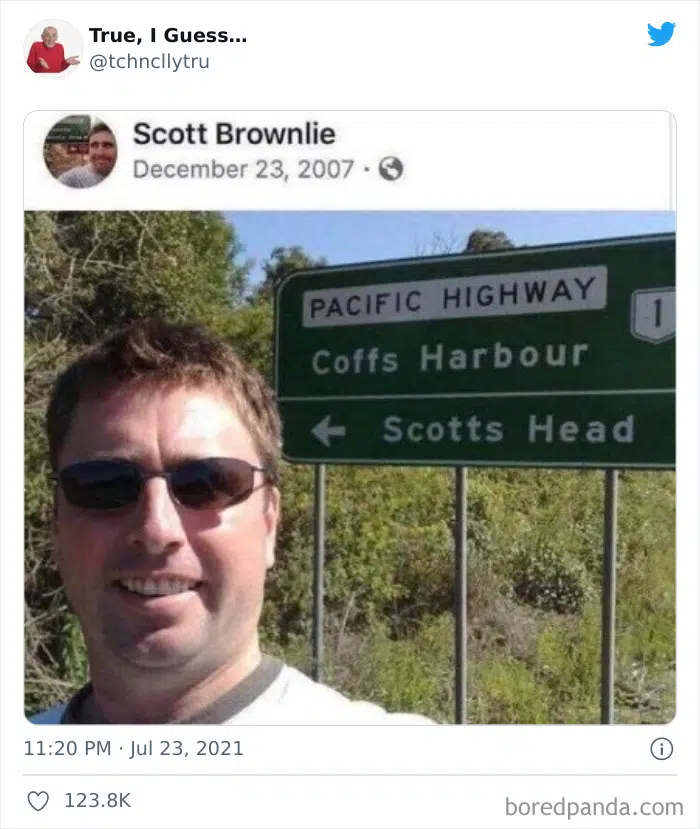 True, I Guess...
@tchncllytru
Scott Brownlie
December 23, 2007 ·
PACIFIC HIGHWAY
1
Coffs Harbour
← Scotts Head
11:20 PM · Jul 23, 2021
123.8K
boredpanda.com